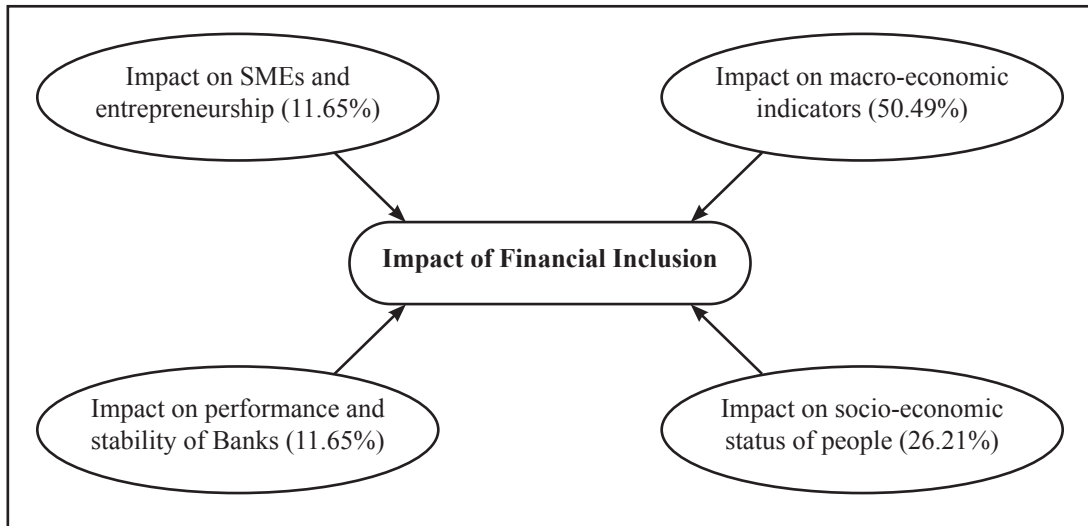 Impact on SMEs and
entrepreneurship (11.65%)
Impact on macro-economic
indicators (50.49%)
Impact of Financial Inclusion
Impact on performance and
stability of Banks (11.65%)
Impact on socio-economic
status of people (26.21%)